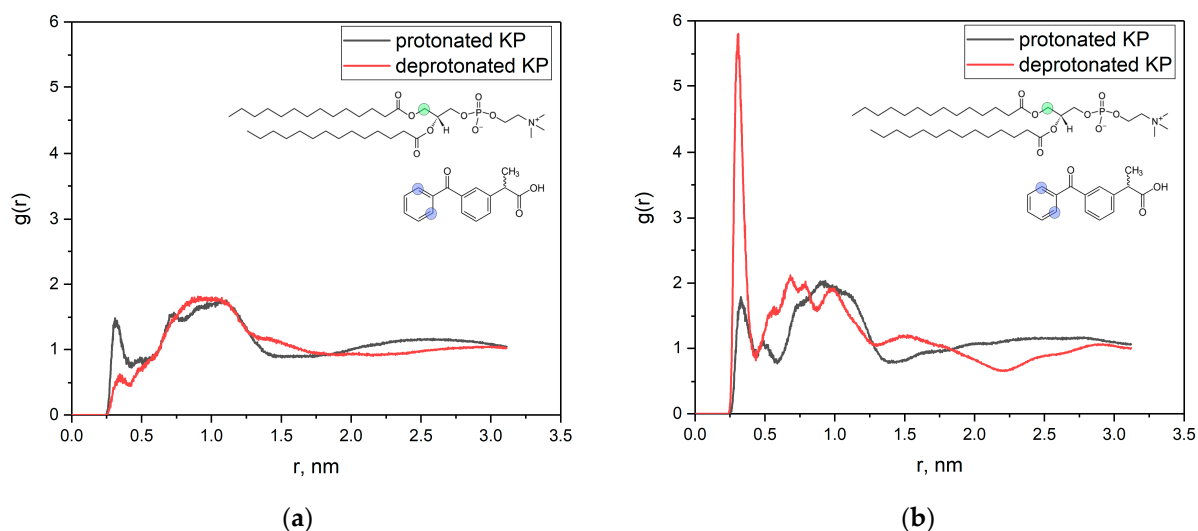 6
5
4
3
2
1
0
g(r)
protonated KP
deprotonated KP
O
O
O
O
H
O
O
P
O⁻
O
N⁺
O
CH₃
OH
O
0.0 0.5 1.0 1.5 2.0 2.5 3.0 3.5
r, nm
(a)
6
5
4
3
2
1
0
g(r)
protonated KP
deprotonated KP
O
O
O
O
H
O
O
P
O⁻
O
N⁺
O
CH₃
OH
O
0.0 0.5 1.0 1.5 2.0 2.5 3.0 3.5
r, nm
(b)